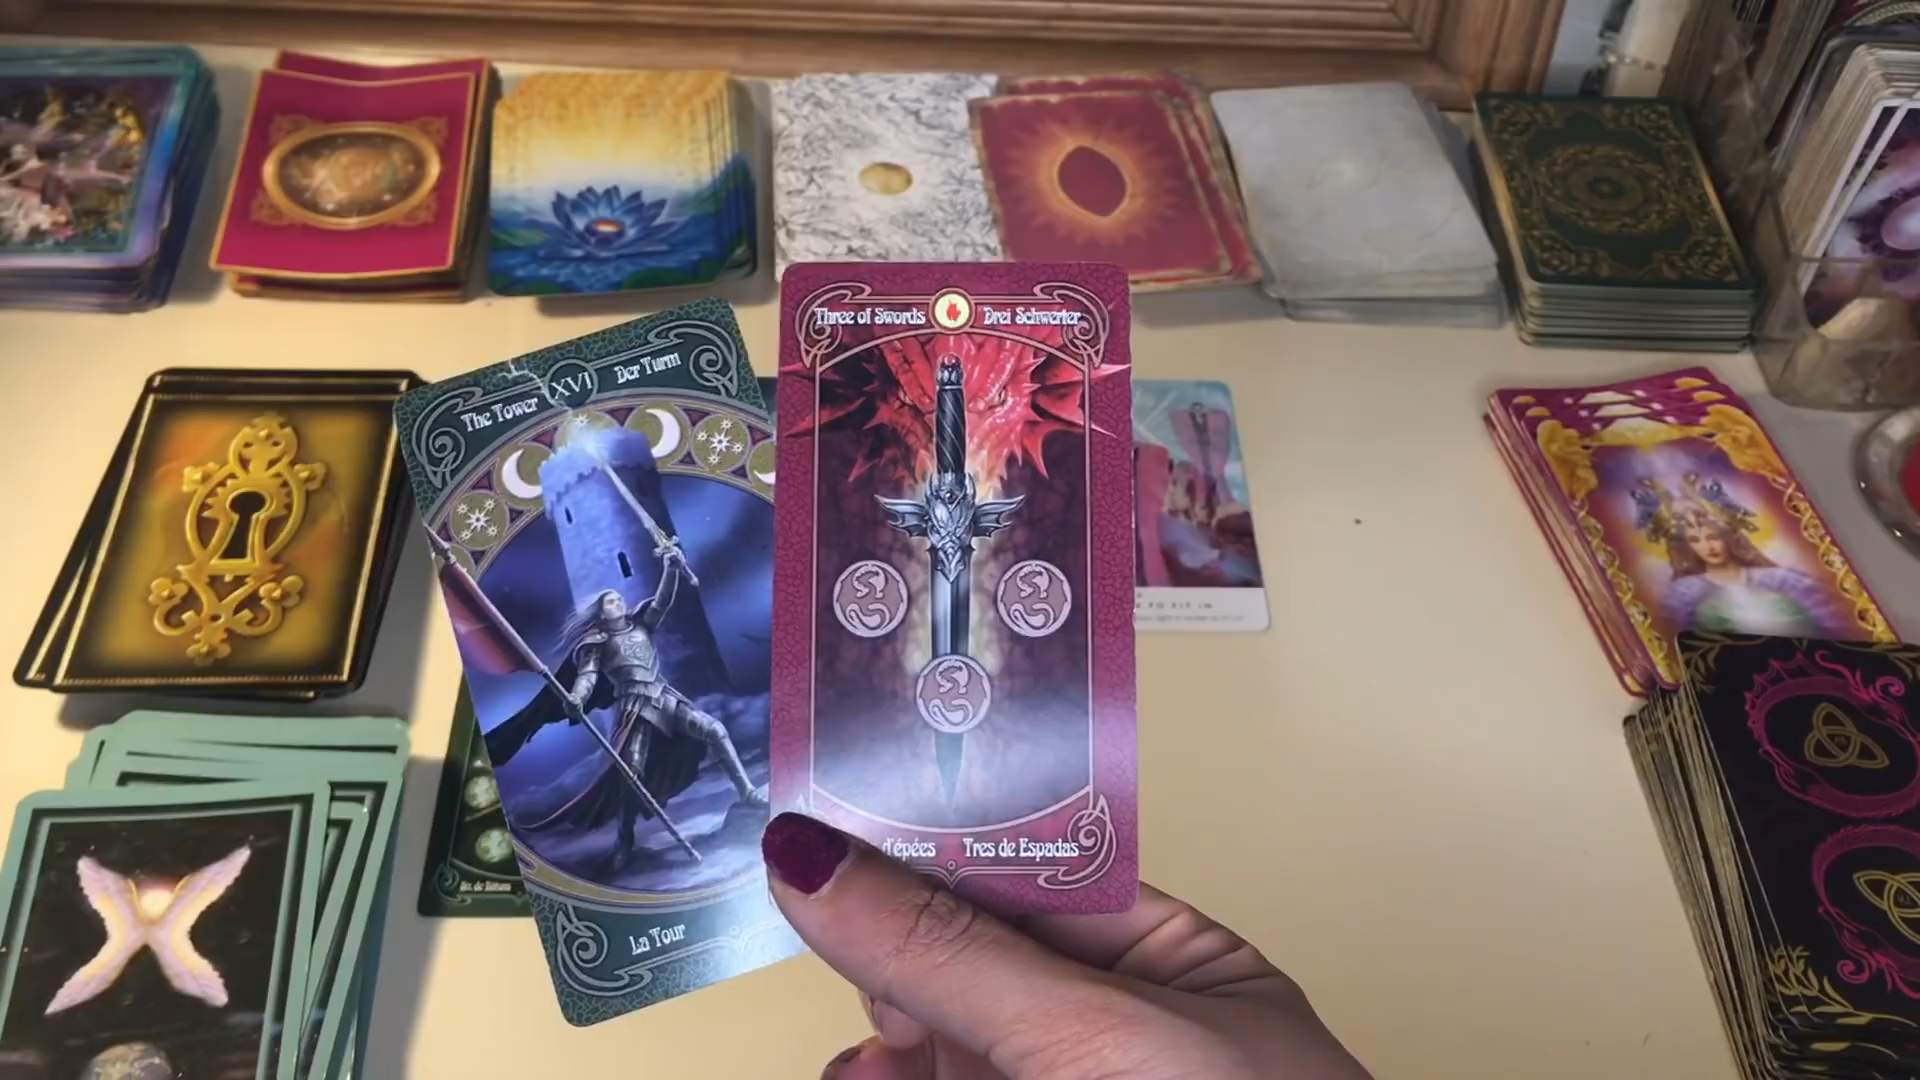 The Tower XVI Der Turm
La Tour
Three of Swords Drei Schwerter
d'épées Tres de Espadas